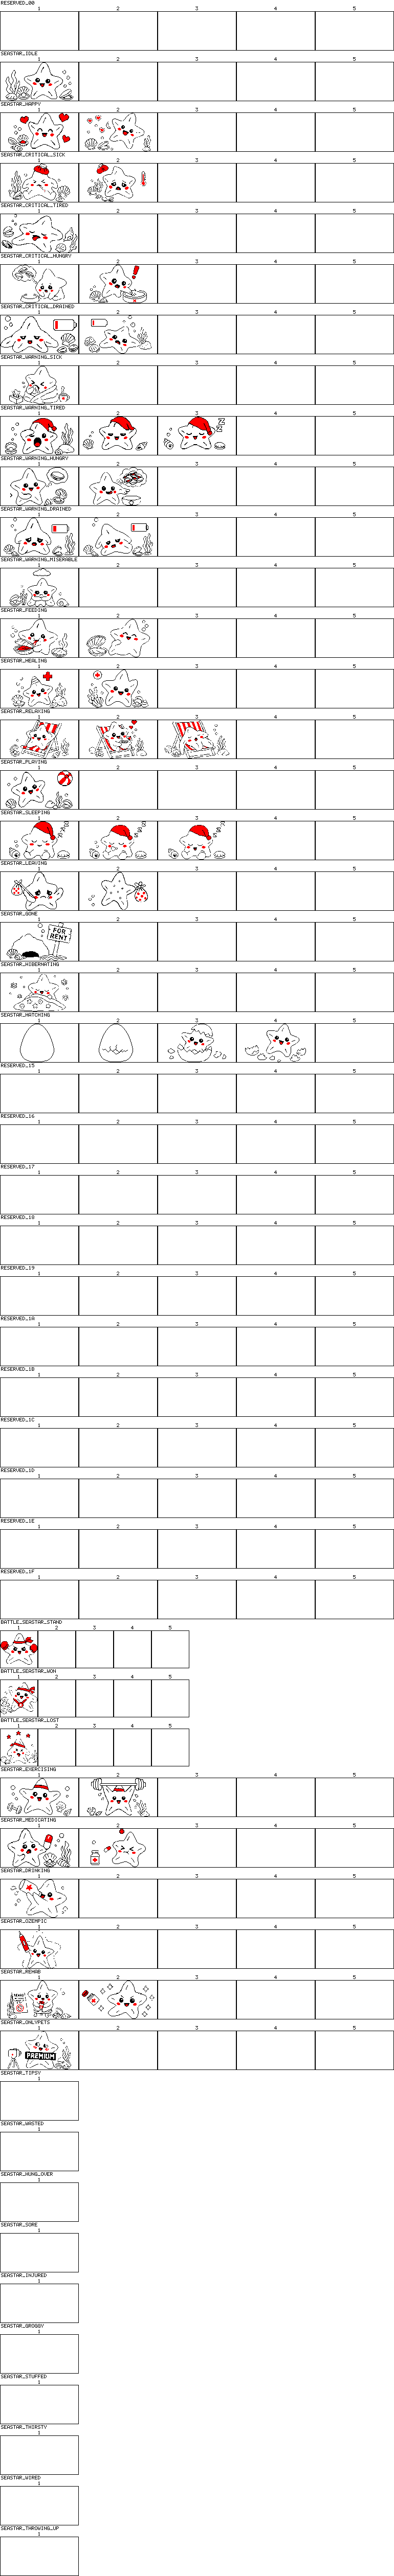 RESERVED_00
1 2 3 4 5
SEASTAR_IDLE
1 2 3 4 5
SEASTAR_HAPPY
1 2 3 4 5
SEASTAR_CRITICAL_SICK
1 2 3 4 5
SEASTAR_CRITICAL_TIRED
1 2 3 4 5
SEASTAR_CRITICAL_HUNGRY
1 2 3 4 5
SEASTAR_CRITICAL_DRAINED
1 2 3 4 5
SEASTAR_WARNING_SICK
1 2 3 4 5
SEASTAR_WARNING_TIRED
1 2 3 4 5
SEASTAR_WARNING_HUNGRY
1 2 3 4 5
SEASTAR_WARNING_DRAINED
1 2 3 4 5
SEASTAR_WARNING_MISERABLE
1 2 3 4 5
SEASTAR_FEEDING
1 2 3 4 5
SEASTAR_HEALING
1 2 3 4 5
SEASTAR_RELAXING
1 2 3 4 5
SEASTAR_PLAYING
1 2 3 4 5
SEASTAR_SLEEPING
1 2 3 4 5
SEASTAR_LEAVING
1 2 3 4 5
SEASTAR_GONE
1 2 3 4 5
FOR
RENT
SEASTAR_HIBERNATING
1 2 3 4 5
SEASTAR_HATCHING
1 2 3 4 5
RESERVED_15
1 2 3 4 5
RESERVED_16
1 2 3 4 5
RESERVED_17
1 2 3 4 5
RESERVED_18
1 2 3 4 5
RESERVED_19
1 2 3 4 5
RESERVED_1A
1 2 3 4 5
RESERVED_1B
1 2 3 4 5
RESERVED_1C
1 2 3 4 5
RESERVED_1D
1 2 3 4 5
RESERVED_1E
1 2 3 4 5
RESERVED_1F
1 2 3 4 5
BATTLE_SEASTAR_STAND
1 2 3 4 5
BATTLE_SEASTAR_WON
1 2 3 4 5
BATTLE_SEASTAR_LOST
1 2 3 4 5
SEASTAR_EXERCISING
1 2 3 4 5
SEASTAR_MEDICATING
1 2 3 4 5
SEASTAR_DRINKING
1 2 3 4 5
SEASTAR_OZEMPIC
1 2 3 4 5
SEASTAR_REHAB
1 2 3 4 5
SEASTAR_ONLYPETS
1 2 3 4 5
PREMIUM
SEASTAR_TIPSY
1
SEASTAR_WASTED
1
SEASTAR_HUNG_OVER
1
SEASTAR_SORE
1
SEASTAR_INJURED
1
SEASTAR_GROGGY
1
SEASTAR_STUFFED
1
SEASTAR_THIRSTY
1
SEASTAR_WIRED
1
SEASTAR_THROWING_UP
1